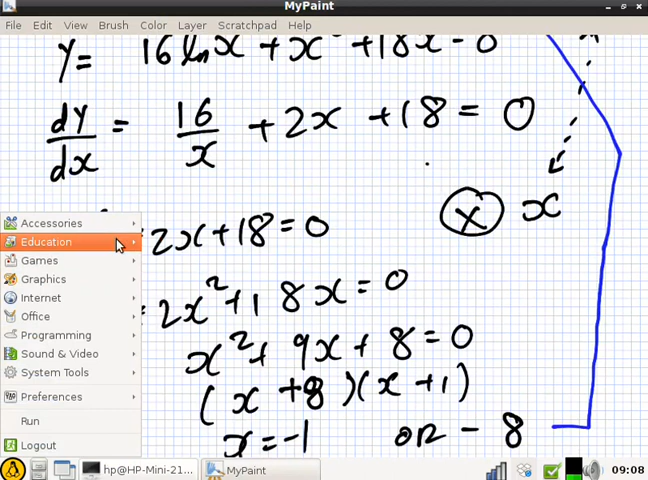 MyPaint
File Edit View Brush Color Layer Scratchpad Help
y = 16 ln x + x² + 18x - 0
dy/dx = 16/x + 2x + 18 = 0
2x + 18 = 0
ⓧ x
2x² + 18x = 0
x² + 9x + 8 = 0
(x + 8)(x + 1)
x = -1 or - 8
Accessories
Education
Games
Graphics
Internet
Office
Programming
Sound & Video
System Tools
Preferences
Run
Logout
hp@HP-Mini-21... MyPaint 09:08